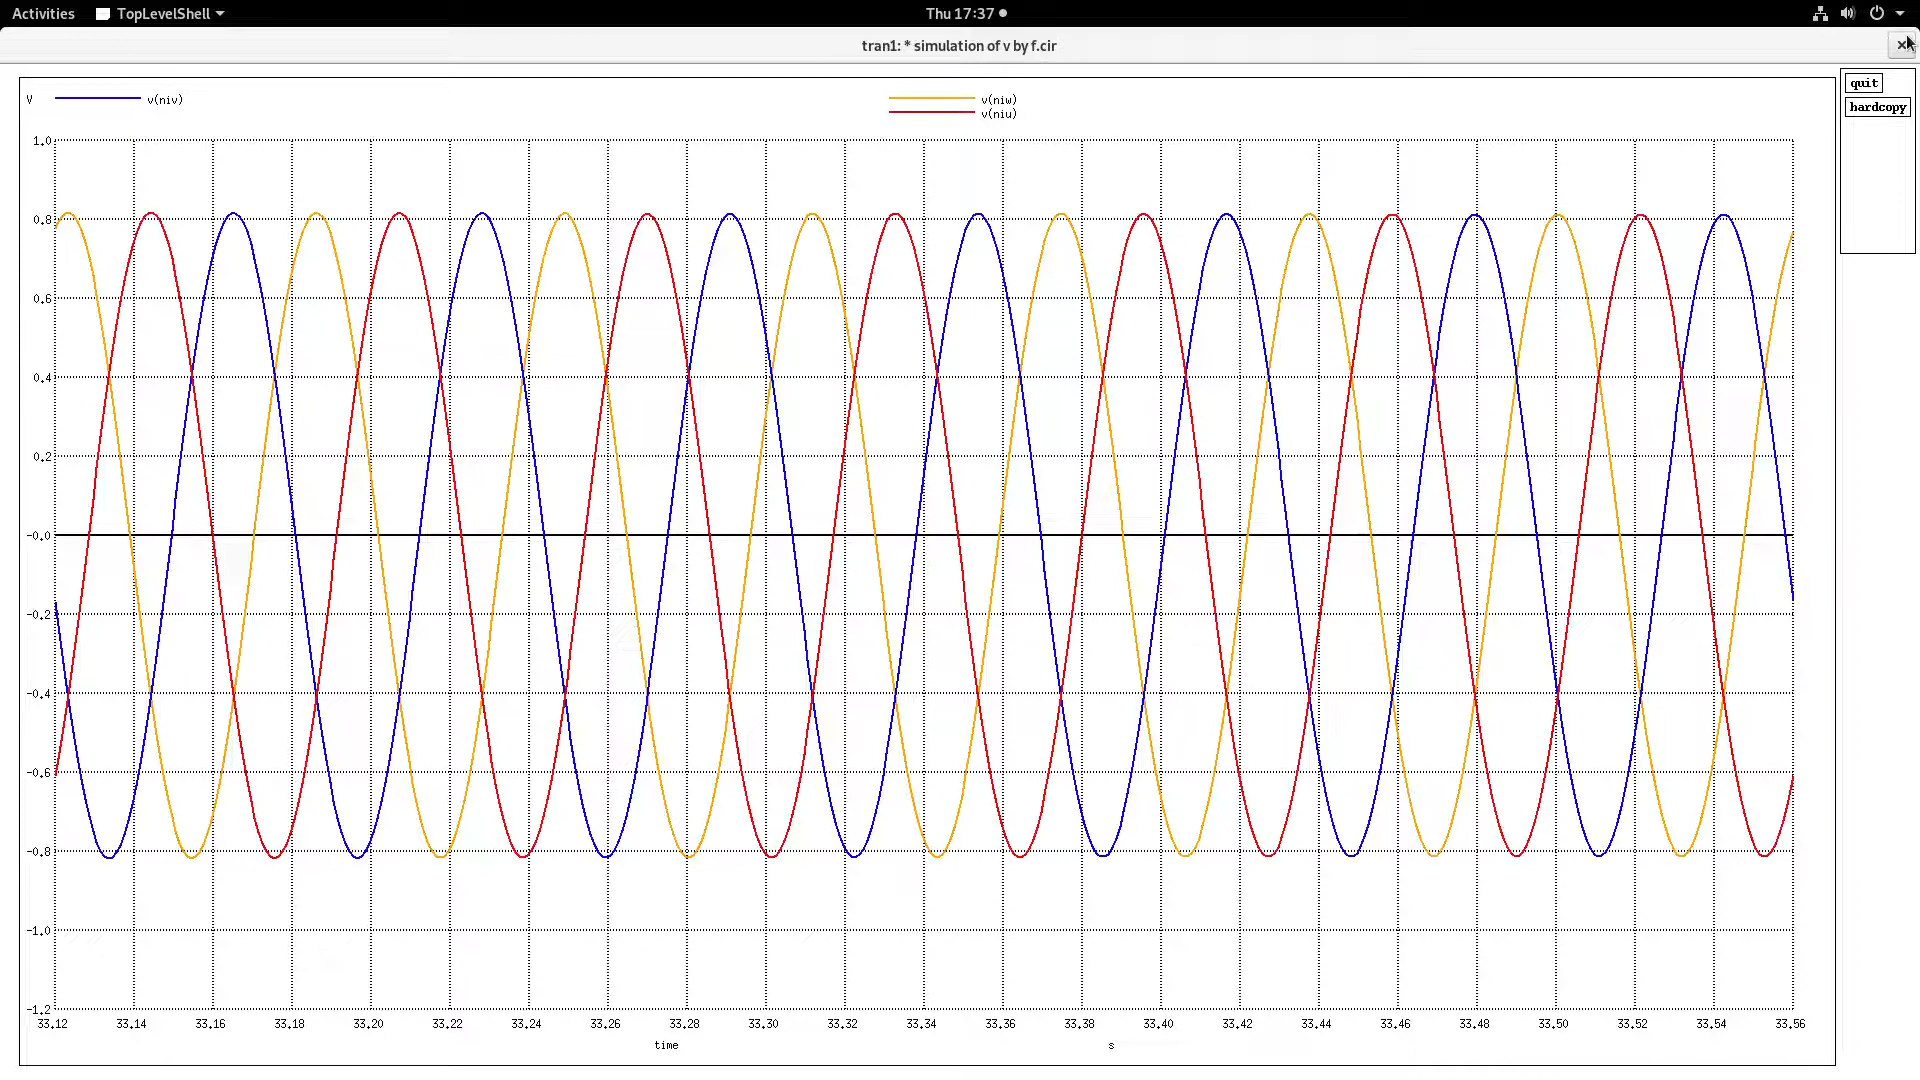 Activities TopLevelShell Thu 17:37
tran1: * simulation of v by f.cir
quit
hardcopy
V v(niv) v(niw)
v(niu)
1.0
0.8
0.6
0.4
0.2
-0.0
-0.2
-0.4
-0.6
-0.8
-1.0
-1.2
33.12 33.14 33.16 33.18 33.20 33.22 33.24 33.26 33.28 33.30 33.32 33.34 33.36 33.38 33.40 33.42 33.44 33.46 33.48 33.50 33.52 33.54 33.56
time s